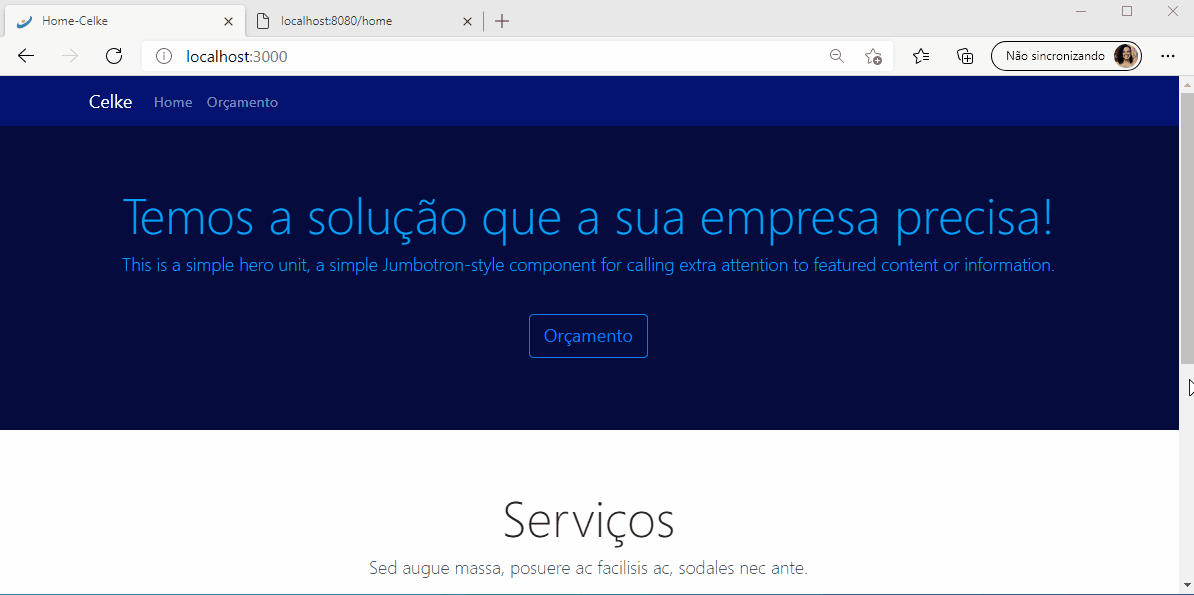 Home-Celke
localhost:8080/home
localhost:3000
Não sincronizando
Celke Home Orçamento
Temos a solução que a sua empresa precisa!
This is a simple hero unit, a simple Jumbotron-style component for calling extra attention to featured content or information.
Orçamento
Serviços
Sed augue massa, posuere ac facilisis ac, sodales nec ante.